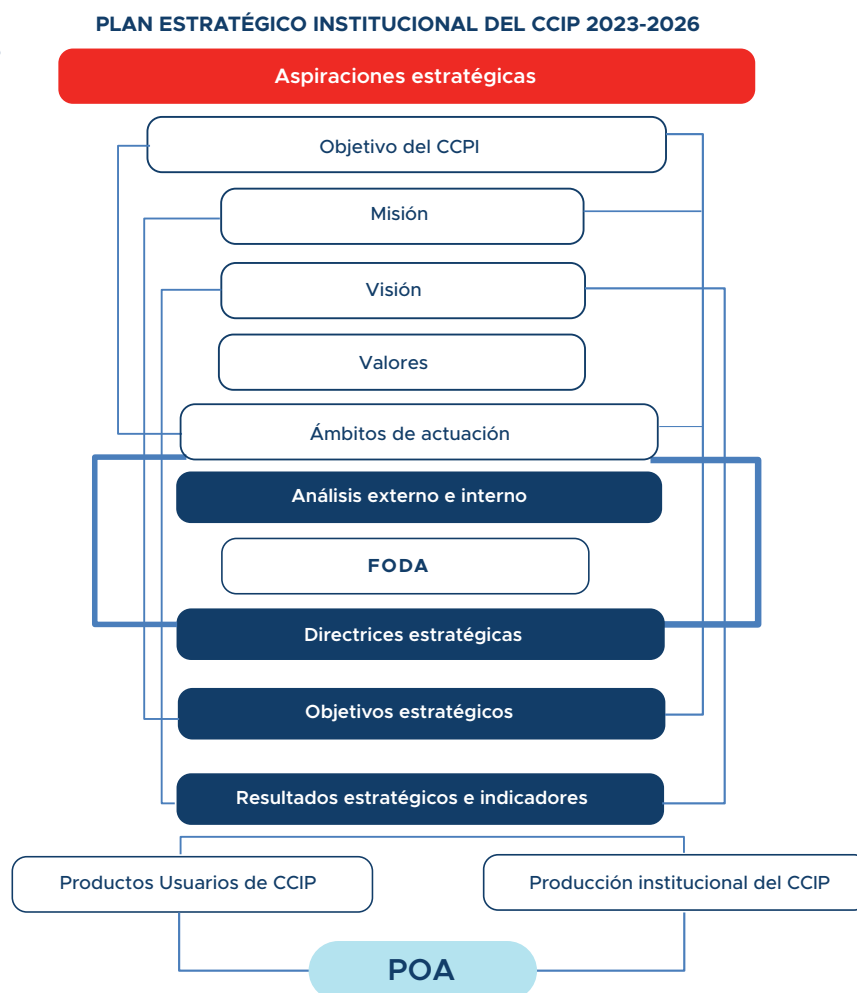 PLAN ESTRATÉGICO INSTITUCIONAL DEL CCIP 2023-2026
Aspiraciones estratégicas
Objetivo del CCPI
Misión
Visión
Valores
Ámbitos de actuación
Análisis externo e interno
FODA
Directrices estratégicas
Objetivos estratégicos
Resultados estratégicos e indicadores
Productos Usuarios de CCIP
Producción institucional del CCIP
POA